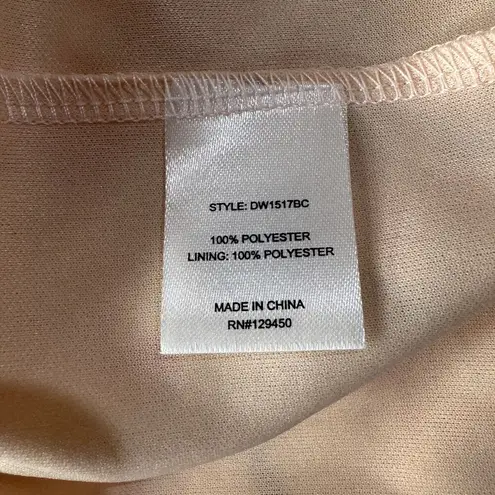 STYLE: DW1517BC
100% POLYESTER
LINING: 100% POLYESTER
MADE IN CHINA
RN#129450